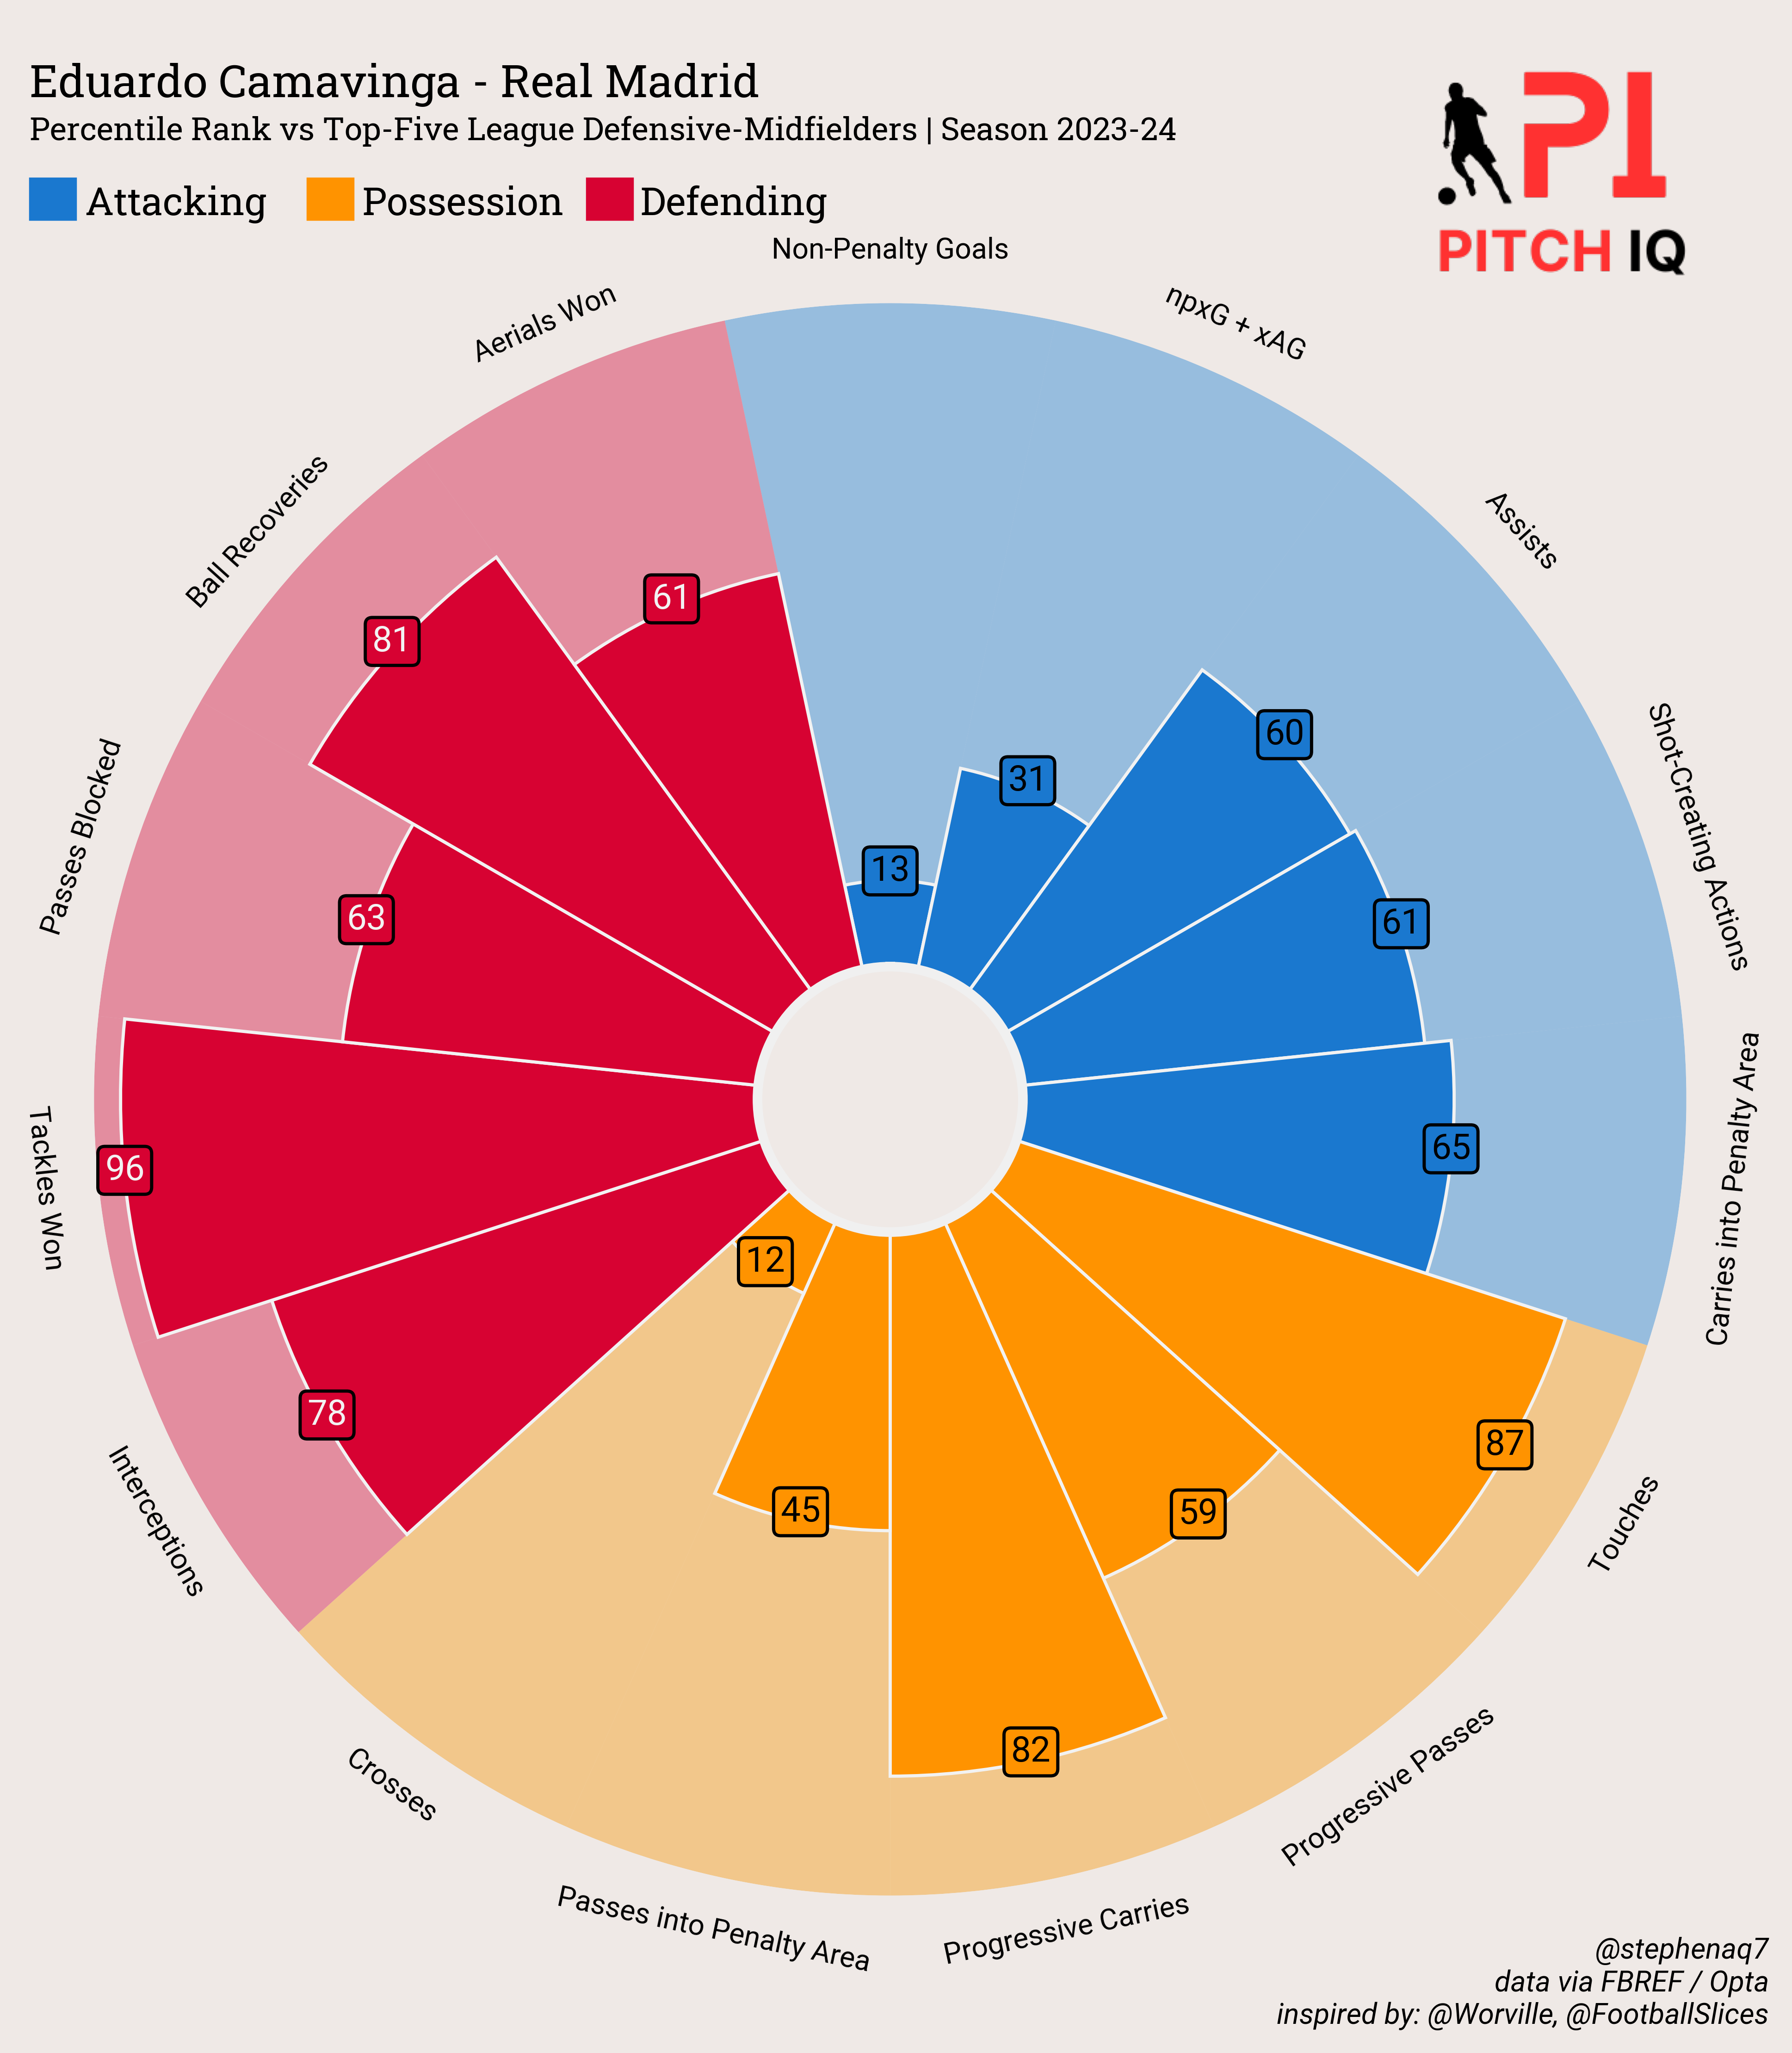 Eduardo Camavinga - Real Madrid
Percentile Rank vs Top-Five League Defensive-Midfielders | Season 2023-24
Attacking Possession Defending
PI
PITCH IQ
Non-Penalty Goals
npxG + xAG
Assists
Shot-Creating Actions
Carries into Penalty Area
Touches
Progressive Passes
Progressive Carries
Passes into Penalty Area
Crosses
Interceptions
Tackles Won
Passes Blocked
Ball Recoveries
Aerials Won
13
31
60
61
65
87
59
82
45
12
78
96
63
81
61
@stephenaq7
data via FBREF / Opta
inspired by: @Worville, @FootballSlices